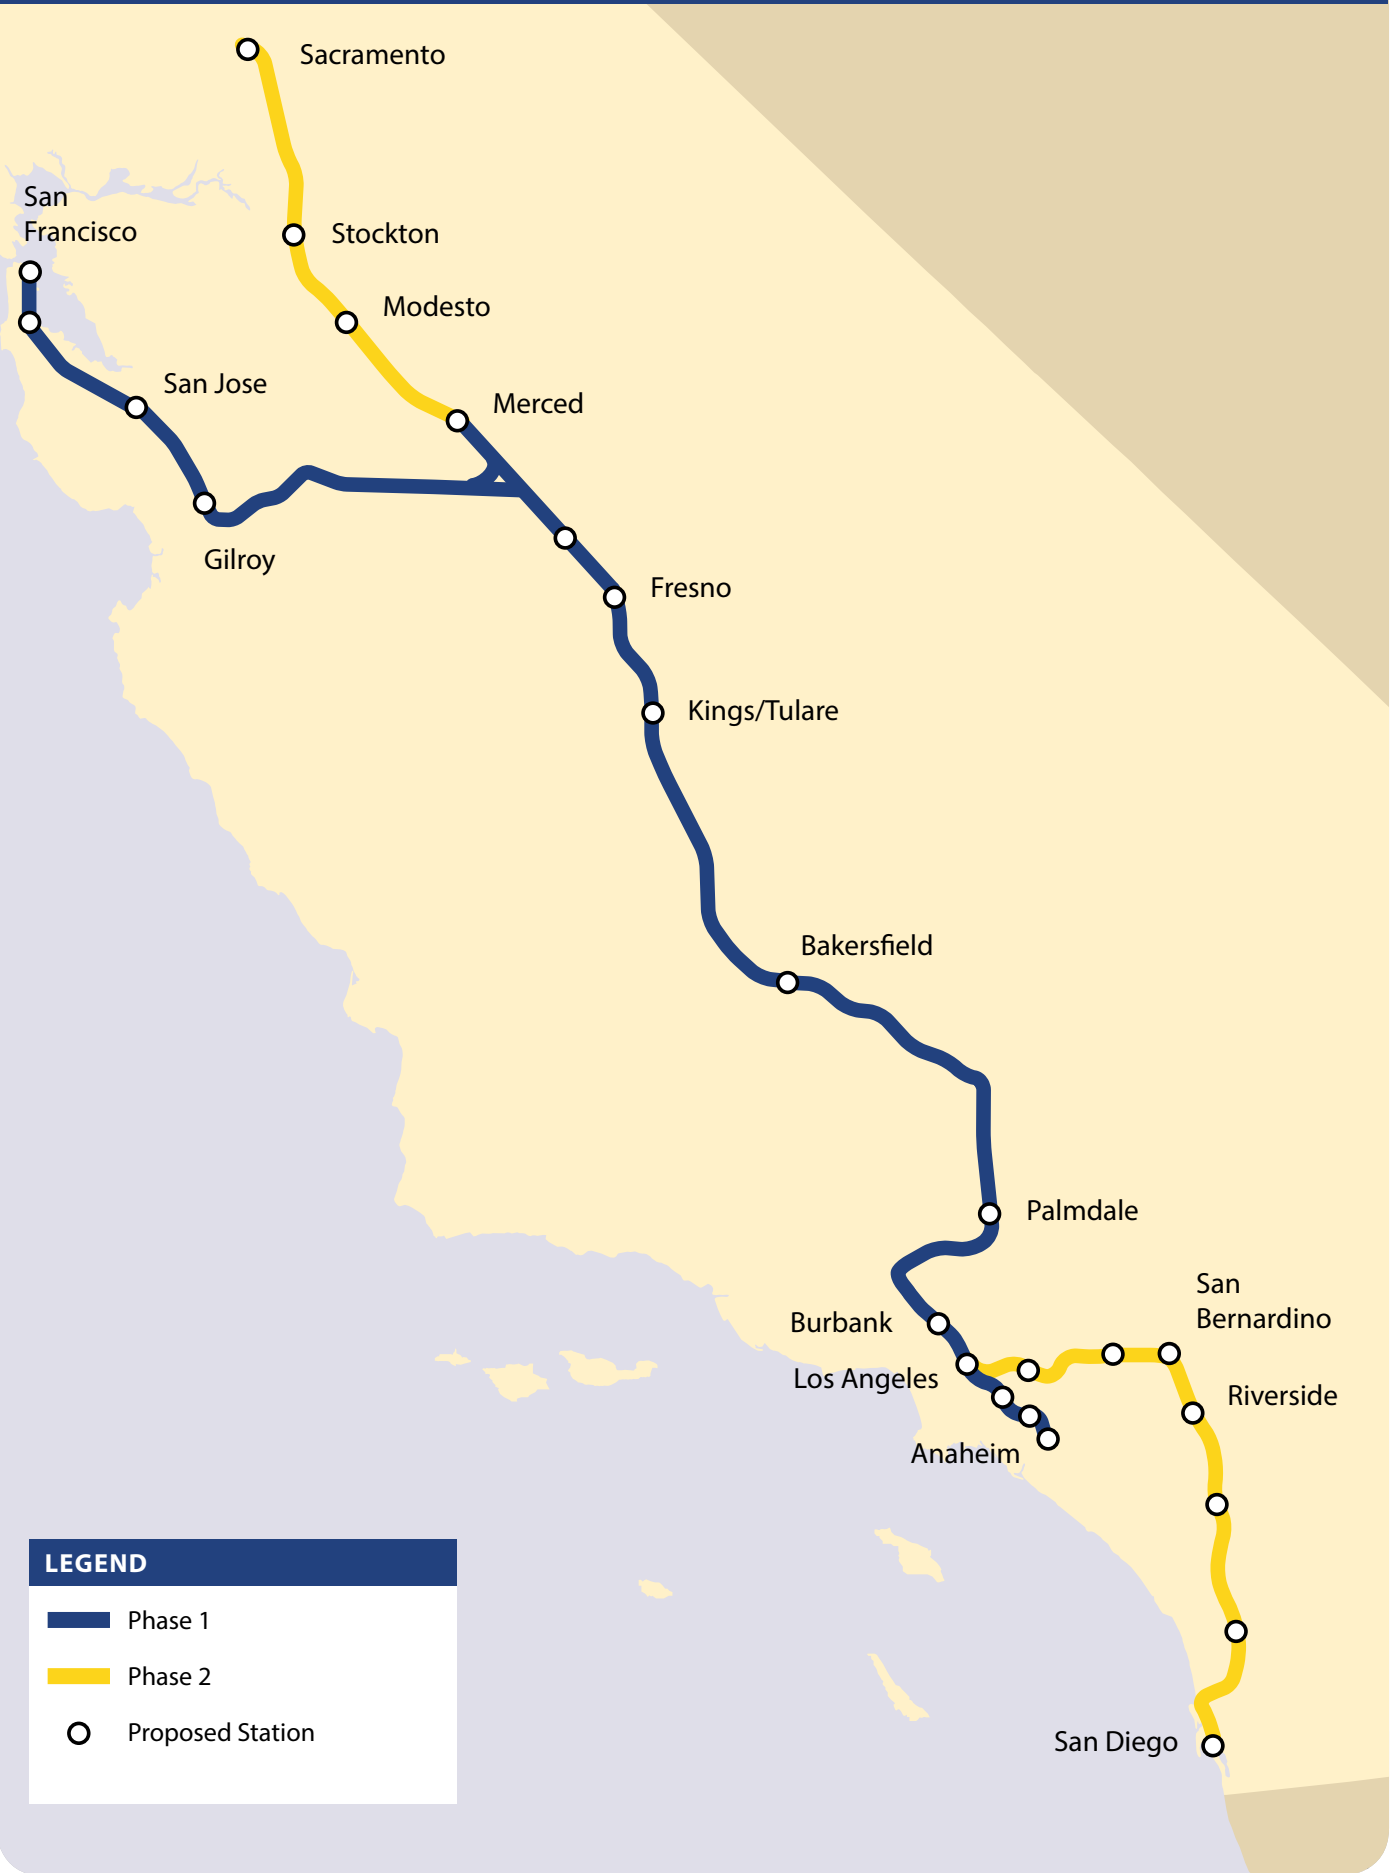 Sacramento
San
Francisco
Stockton
Modesto
San Jose
Merced
Gilroy
Fresno
Kings/Tulare
Bakersfield
Palmdale
San
Bernardino
Burbank
Los Angeles
Riverside
Anaheim
LEGEND
Phase 1
Phase 2
Proposed Station
San Diego